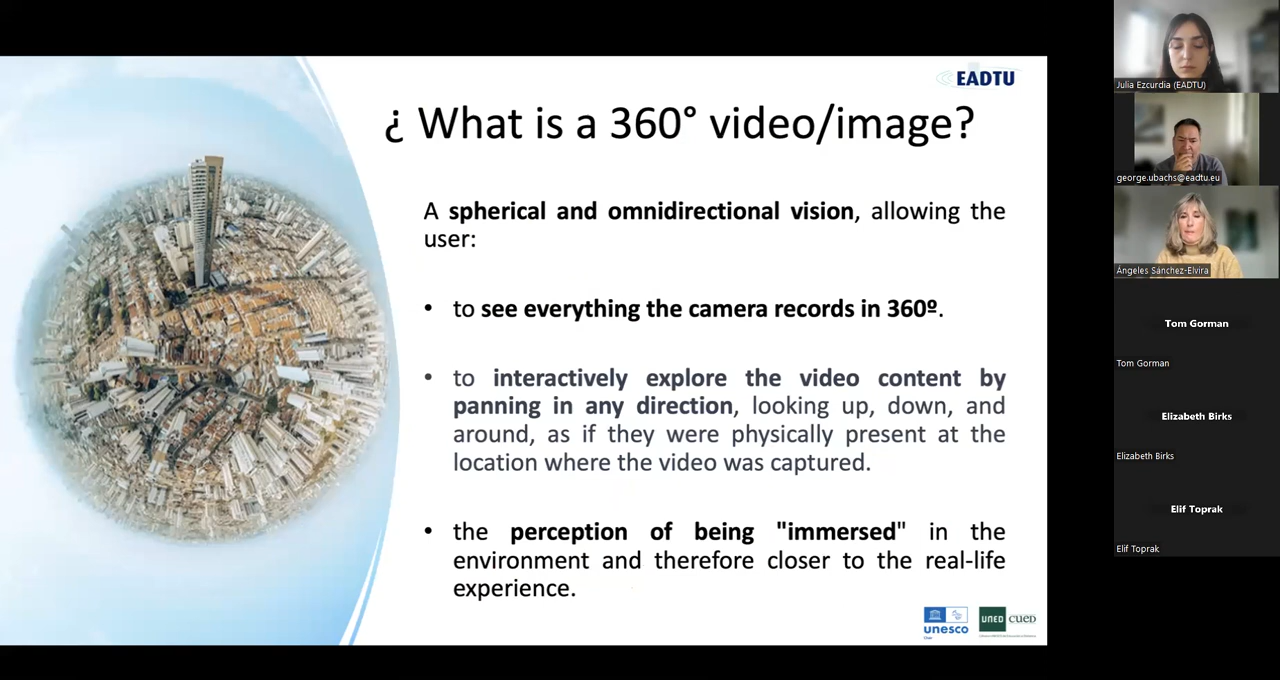 EADTU
¿ What is a 360° video/image?
A spherical and omnidirectional vision, allowing the
user:
• to see everything the camera records in 360º.
• to interactively explore the video content by
panning in any direction, looking up, down, and
around, as if they were physically present at the
location where the video was captured.
• the perception of being "immersed" in the
environment and therefore closer to the real-life
experience.
unesco
Chair
UNED CUED
Julia Ezcurdia (EADTU)
george.ubachs@eadtu.eu
Ángeles Sánchez-Elvira
Tom Gorman
Tom Gorman
Elizabeth Birks
Elizabeth Birks
Elif Toprak
Elif Toprak